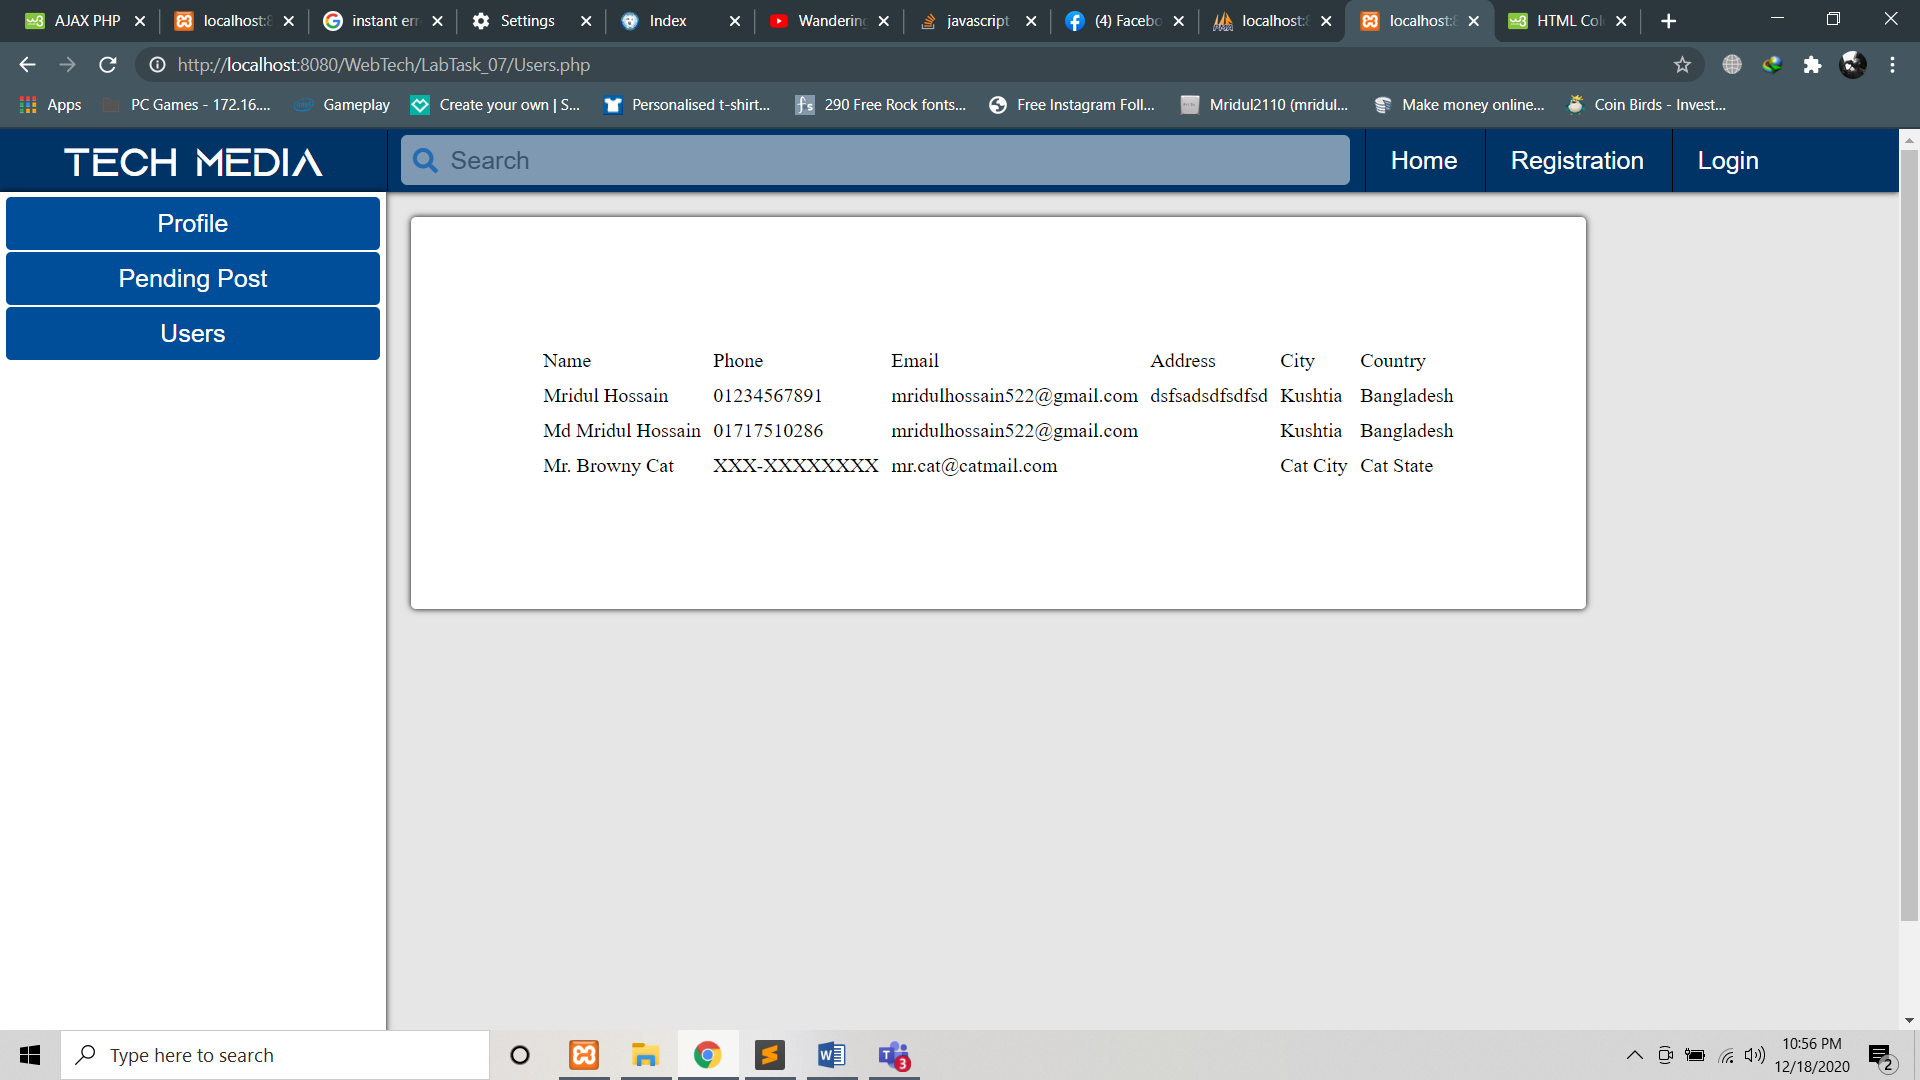 AJAX PHP
localhost:8
instant err
Settings
Index
Wandering
javascript
(4) Facebo
localhost:8
localhost:8
HTML Col
http://localhost:8080/WebTech/LabTask_07/Users.php
Apps
PC Games - 172.16....
Gameplay
Create your own | S...
Personalised t-shirt...
290 Free Rock fonts...
Free Instagram Foll...
Mridul2110 (mridul...
Make money online...
Coin Birds - Invest...
TECH MEDIA
Search
Home
Registration
Login
Profile
Pending Post
Users
Name Phone Email Address City Country
Mridul Hossain 01234567891 mridulhossain522@gmail.com dsfsadsdfsdfsd Kushtia Bangladesh
Md Mridul Hossain 01717510286 mridulhossain522@gmail.com Kushtia Bangladesh
Mr. Browny Cat XXX-XXXXXXXX mr.cat@catmail.com Cat City Cat State
Type here to search
3
10:56 PM
12/18/2020
2